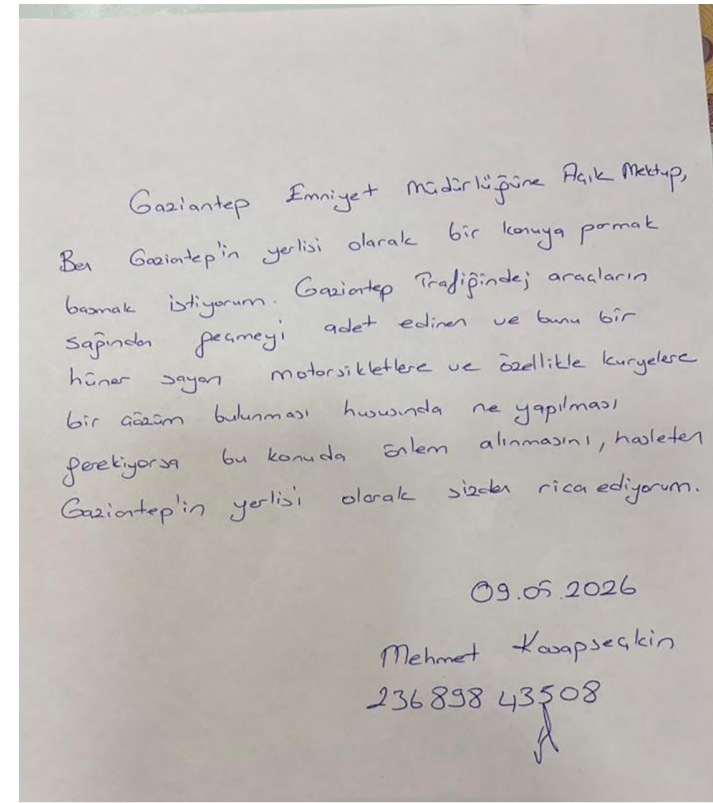 Gaziantep Emniyet Müdürlüğüne Açık Mektup,
Ben Gaziantep'in yerlisi olarak bir konuya parmak
basmak istiyorum. Gaziantep Trafiğindej araçların
sağından geçmeyi adet edinen ve bunu bir
hüner sayan motorsikletlere ve özellikle kuryelere
bir çözüm bulunması hususında ne yapılması
gerekiyorsa bu konuda önlem alınmasını, hasleten
Gaziantep'in yerlisi olarak sizden rica ediyorum.
09.05.2026
Mehmet Kasapseçkin
236898 43508